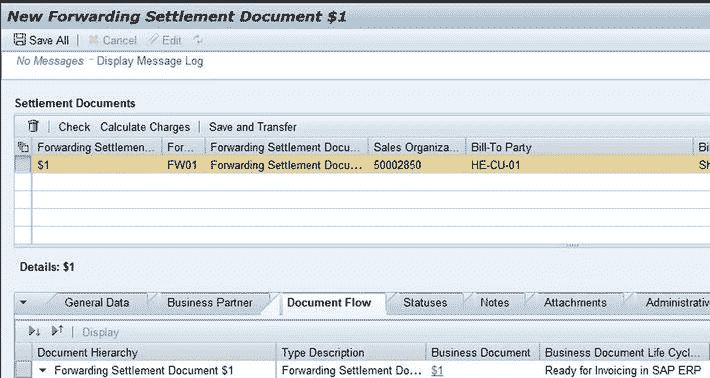 New Forwarding Settlement Document $1
Save All Cancel Edit
No Messages - Display Message Log
Settlement Documents
Check Calculate Charges Save and Transfer
Forwarding Settlemen... For... Forwarding Settlement Docu... Sales Organiza... Bill-To Party Bi
$1 FW01 Forwarding Settlement Docu... 50002850 HE-CU-01 Sh
Details: $1
General Data Business Partner Document Flow Statuses Notes Attachments Administrativ
Display
Document Hierarchy Type Description Business Document Business Document Life Cycl...
Forwarding Settlement Document $1 Forwarding Settlement Do... $1 Ready for Invoicing in SAP ERP